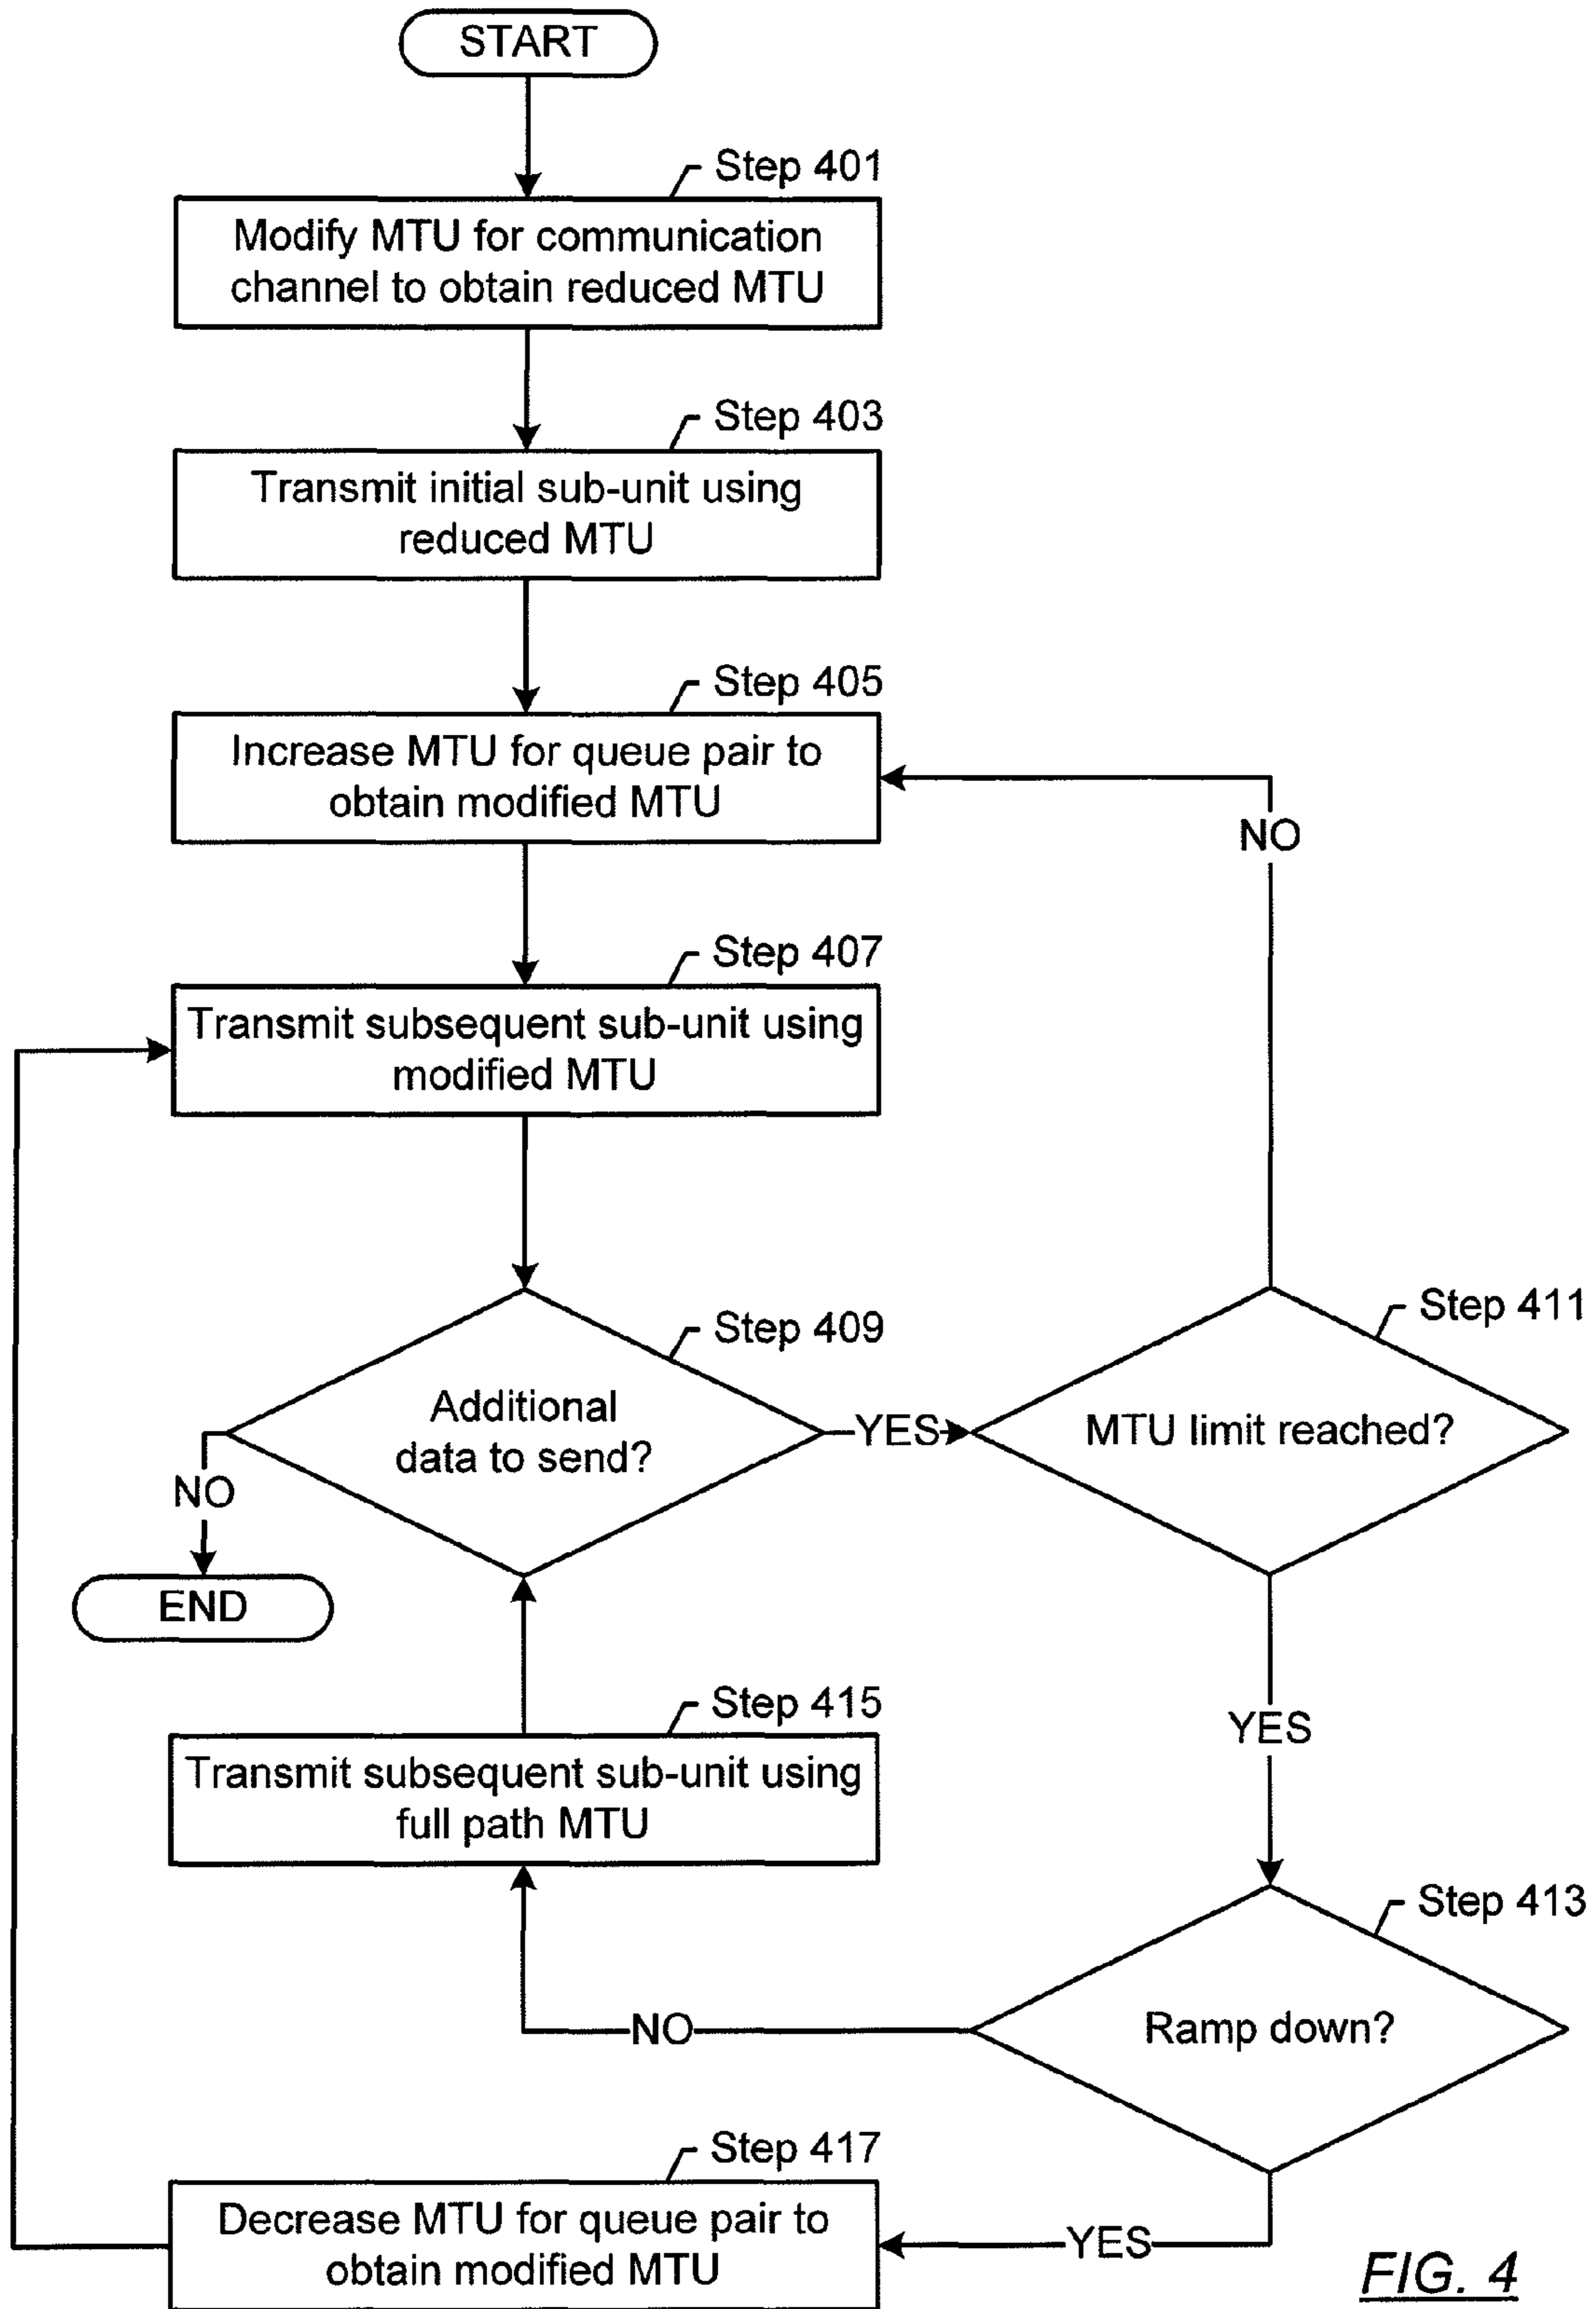 START
Step 401
Modify MTU for communication
channel to obtain reduced MTU
Step 403
Transmit initial sub-unit using
reduced MTU
Step 405
Increase MTU for queue pair to
obtain modified MTU
NO
Step 407
Transmit subsequent sub-unit using
modified MTU
Step 409
Additional
data to send?
YES
Step 411
MTU limit reached?
NO
END
Step 415
Transmit subsequent sub-unit using
full path MTU
YES
Step 413
Ramp down?
NO
Step 417
Decrease MTU for queue pair to
obtain modified MTU
YES
FIG. 4